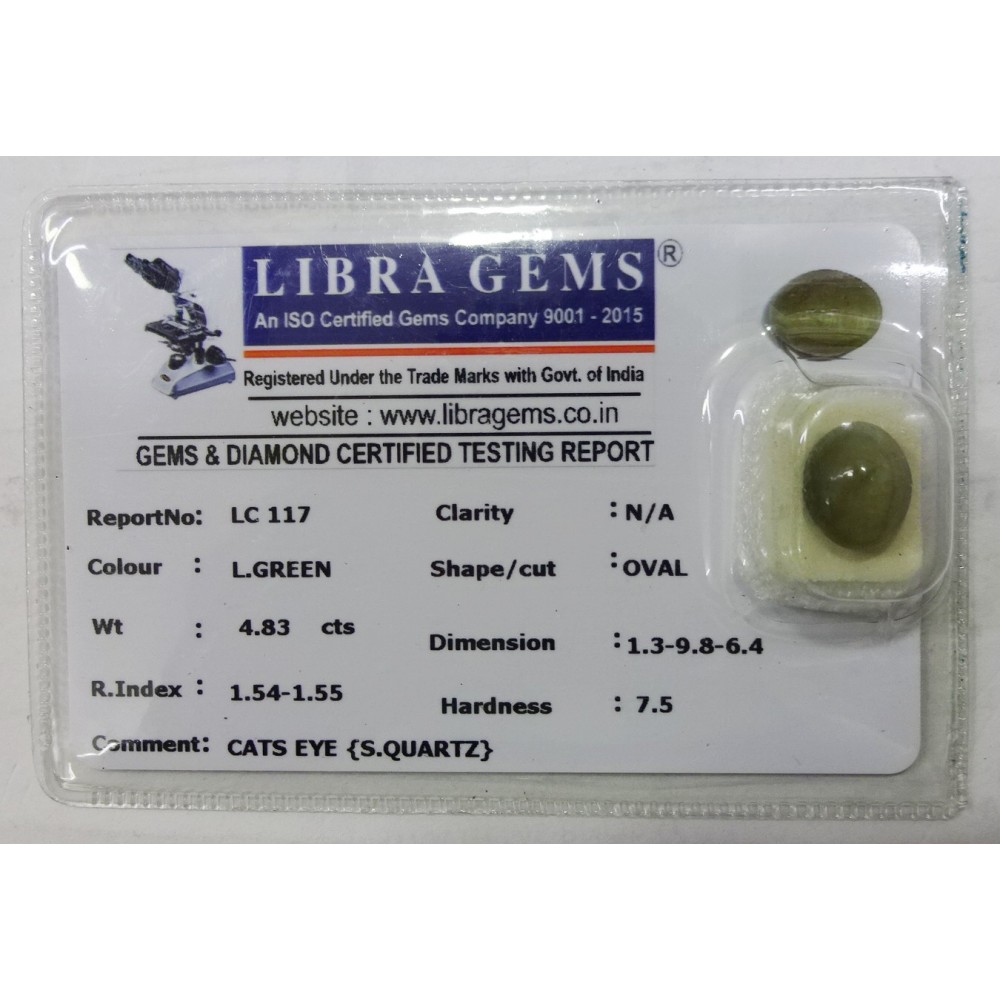 LIBRA GEMS ®
An ISO Certified Gems Company 9001 - 2015
Registered Under the Trade Marks with Govt. of India
website : www.libragems.co.in
GEMS & DIAMOND CERTIFIED TESTING REPORT
ReportNo: LC 117 Clarity : N/A
Colour : L.GREEN Shape/cut : OVAL
Wt : 4.83 cts Dimension : 1.3-9.8-6.4
R.Index : 1.54-1.55 Hardness : 7.5
Comment: CATS EYE {S.QUARTZ}